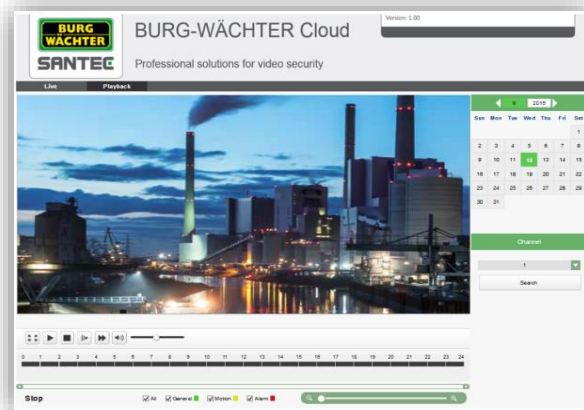 BURG
WÄCHTER
SANTEC
BURG-WÄCHTER Cloud
Professional solutions for video security
Version: 1.00
Live Playback
8 2015
Sun Mon Tue Wed Thu Fri Sat
1
2 3 4 5 6 7 8
9 10 11 12 13 14 15
16 17 18 19 20 21 22
23 24 25 26 27 28 29
30 31
Channel
1
Search
0 1 2 3 4 5 6 7 8 9 10 11 12 13 14 15 16 17 18 19 20 21 22 23 24
Stop
All General Motion Alarm